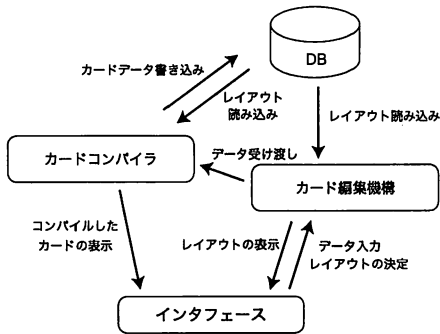 DB
カードデータ書き込み
レイアウト
読み込み
レイアウト読み込み
カードコンパイラ
データ受け渡し
カード編集機構
コンパイルした
カードの表示
レイアウトの表示
データ入力
レイアウトの決定
インタフェース